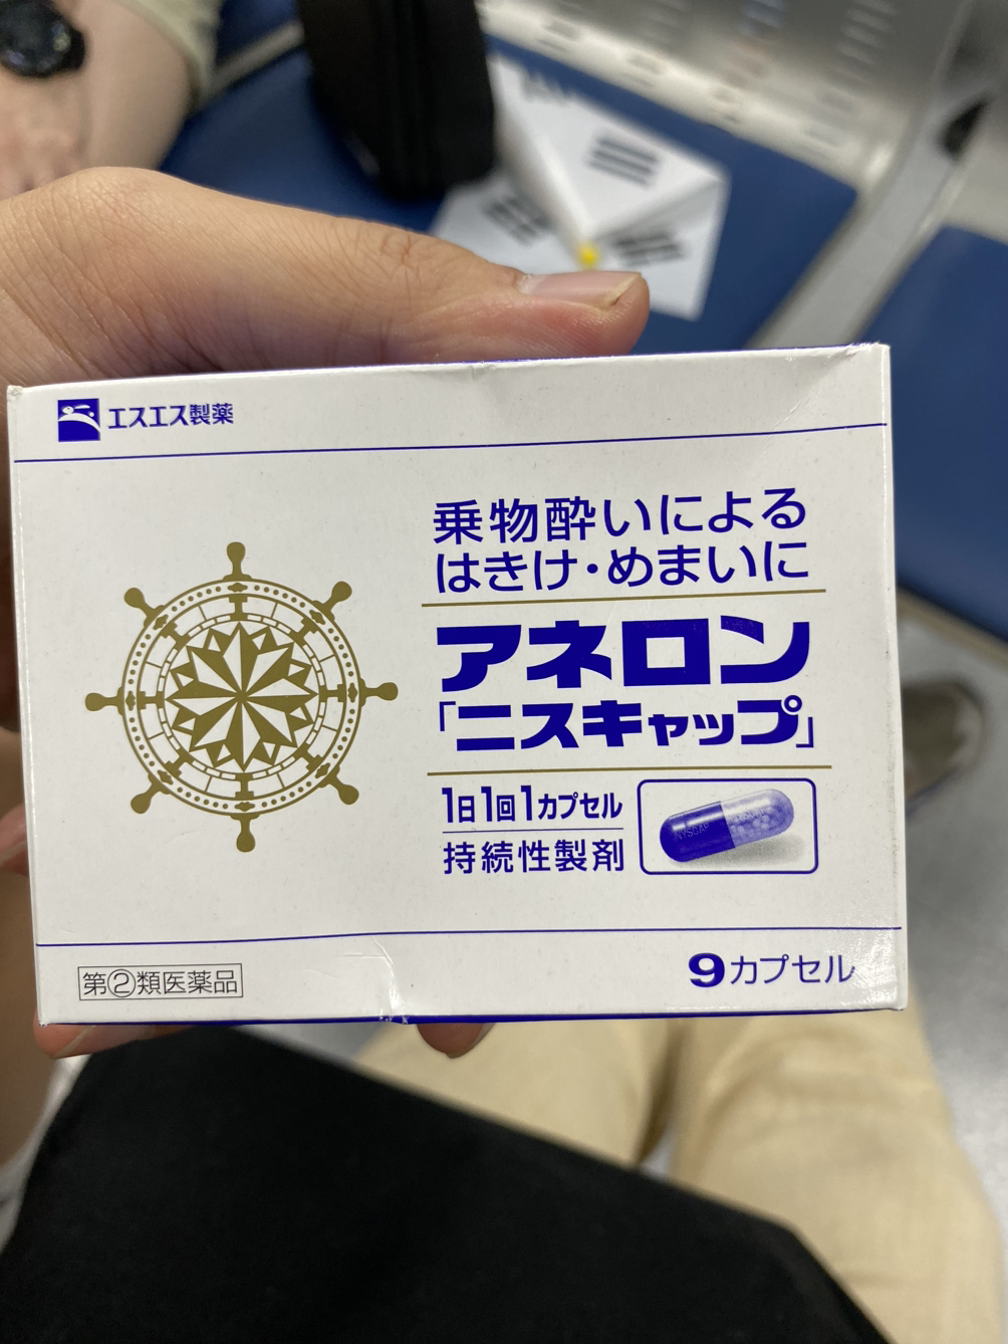 エスエス製薬
乗物酔いによる
はきけ・めまいに
アネロン
「ニスキャップ」
1日1回1カプセル
持続性製剤
NYSCAP
第②類医薬品
9カプセル